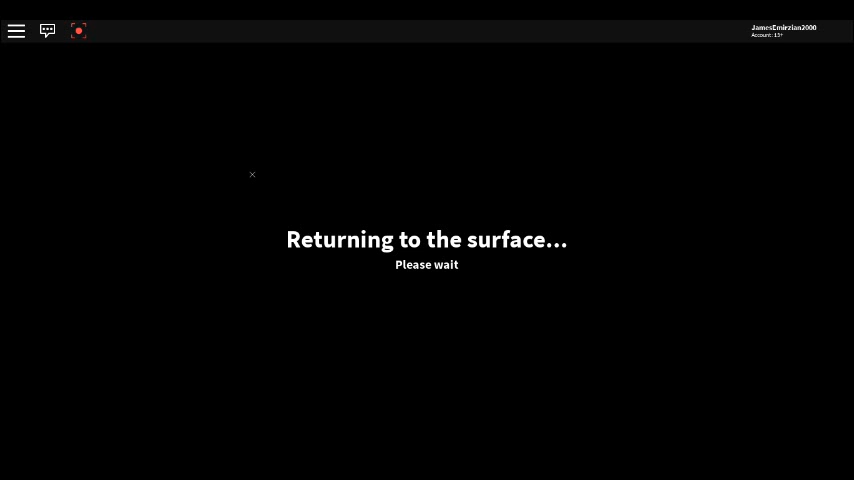 JamesEmirzian2000
Account: 13+
Returning to the surface...
Please wait